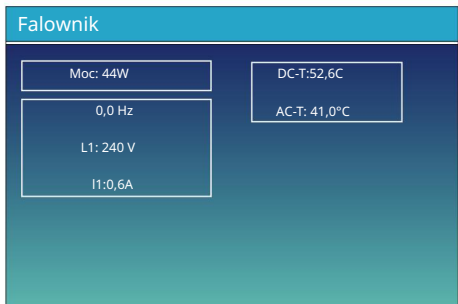 Falownik
Moc: 44W
0,0 Hz
L1: 240 V
I1:0,6A
DC-T:52,6C
AC-T: 41,0°C